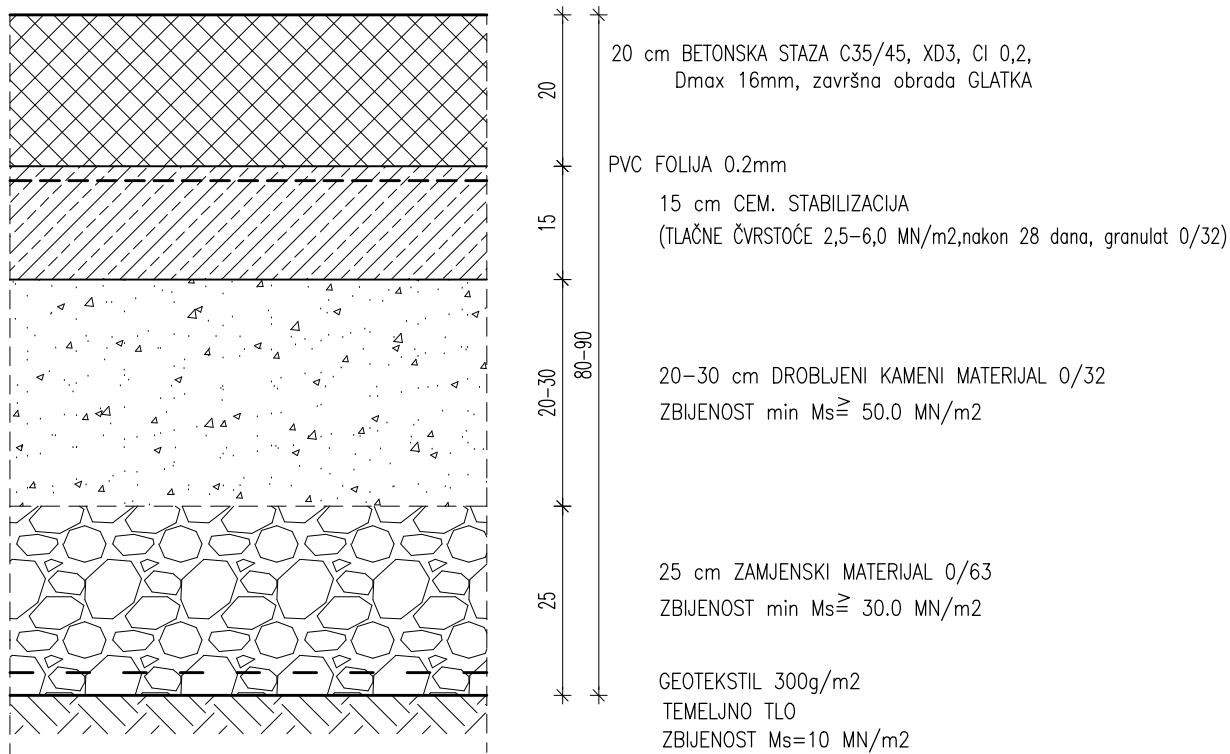 20 cm BETONSKA STAZA C35/45, XD3, CI 0,2,
Dmax 16mm, završna obrada GLATKA
20
PVC FOLIJA 0.2mm
15 cm CEM. STABILIZACIJA
(TLAČNE ČVRSTOĆE 2,5-6,0 MN/m2,nakon 28 dana, granulat 0/32)
15
80-90
20-30
20-30 cm DROBLJENI KAMENI MATERIJAL 0/32
ZBIJENOST min Ms≧ 50.0 MN/m2
25
25 cm ZAMJENSKI MATERIJAL 0/63
ZBIJENOST min Ms≧ 30.0 MN/m2
GEOTEKSTIL 300g/m2
TEMELJNO TLO
ZBIJENOST Ms=10 MN/m2